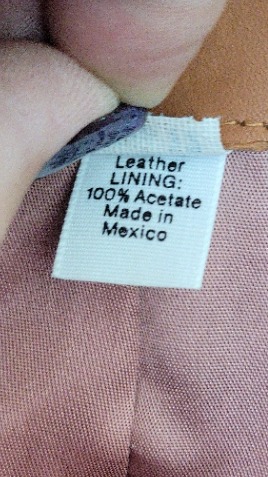 Leather
LINING:
100% Acetate
Made in
Mexico